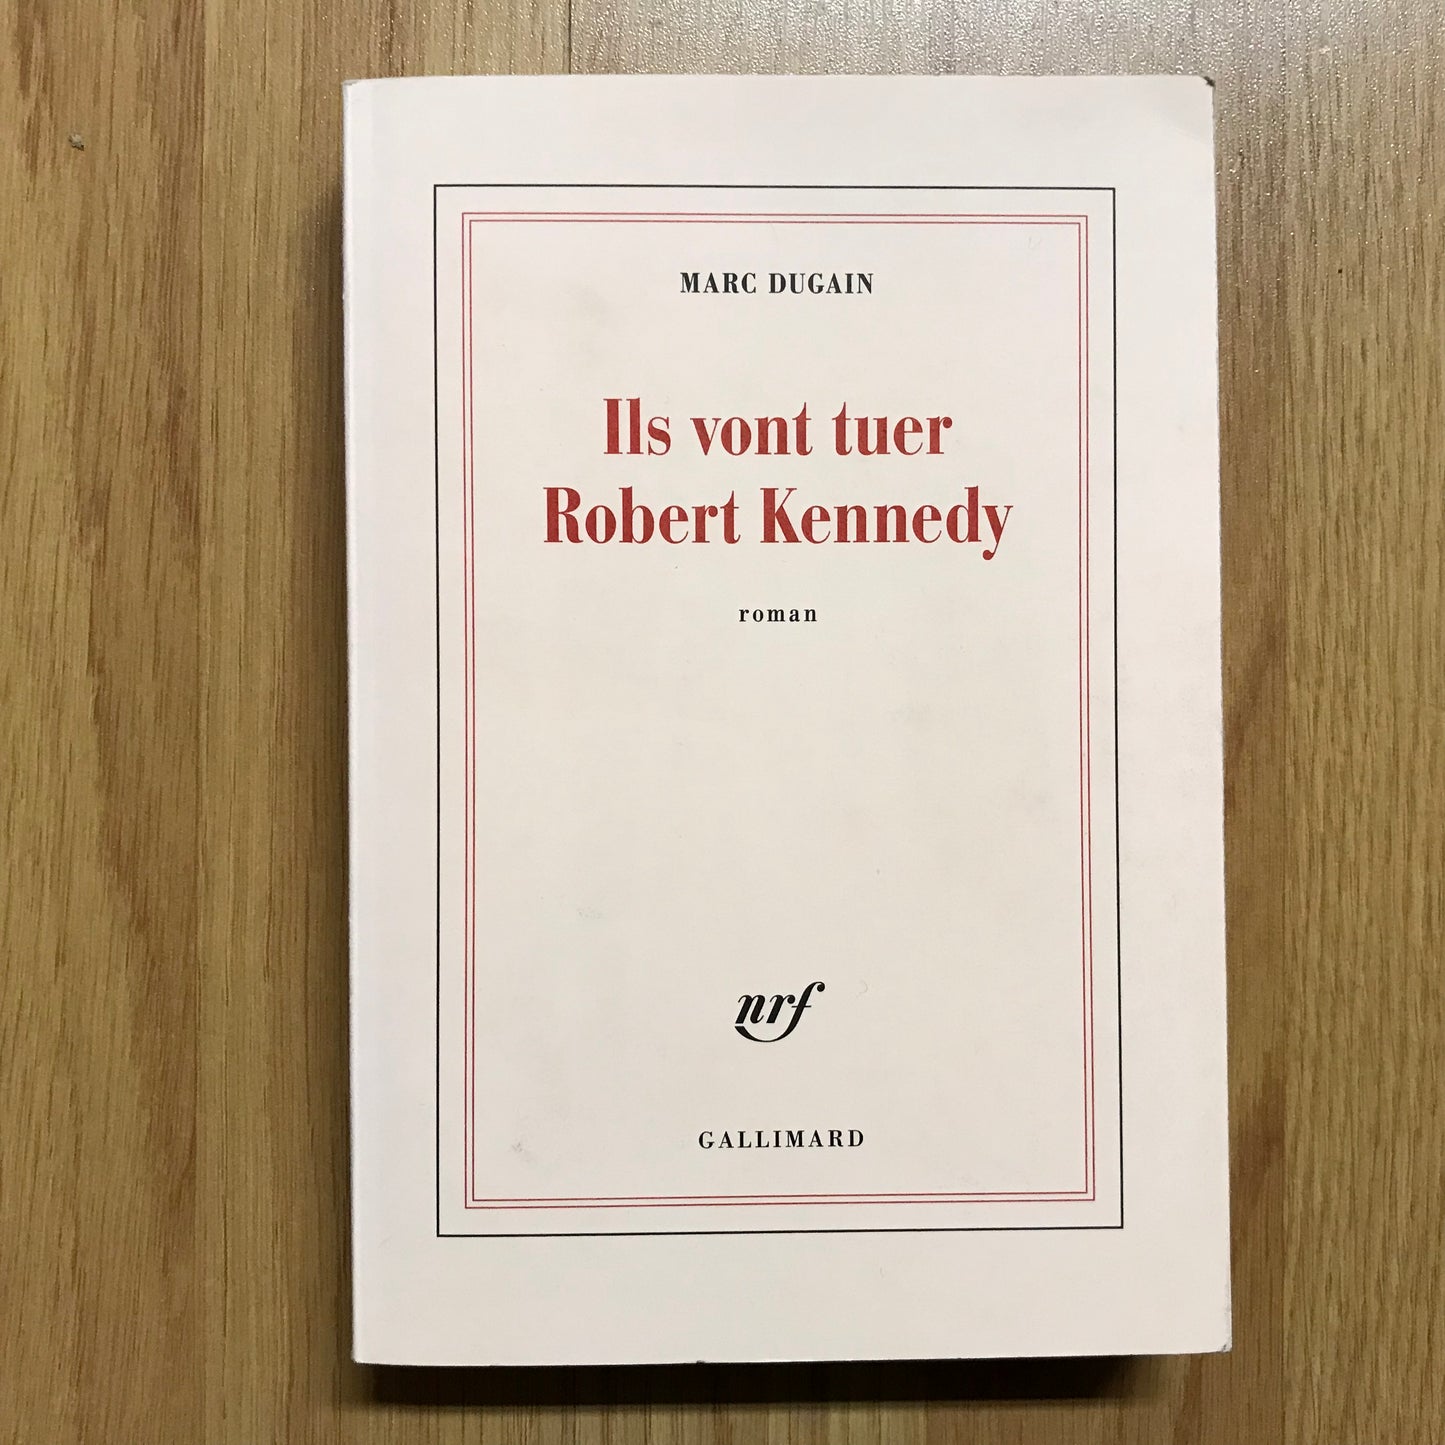 MARC DUGAIN
Ils vont tuer
Robert Kennedy
roman
nrf
GALLIMARD